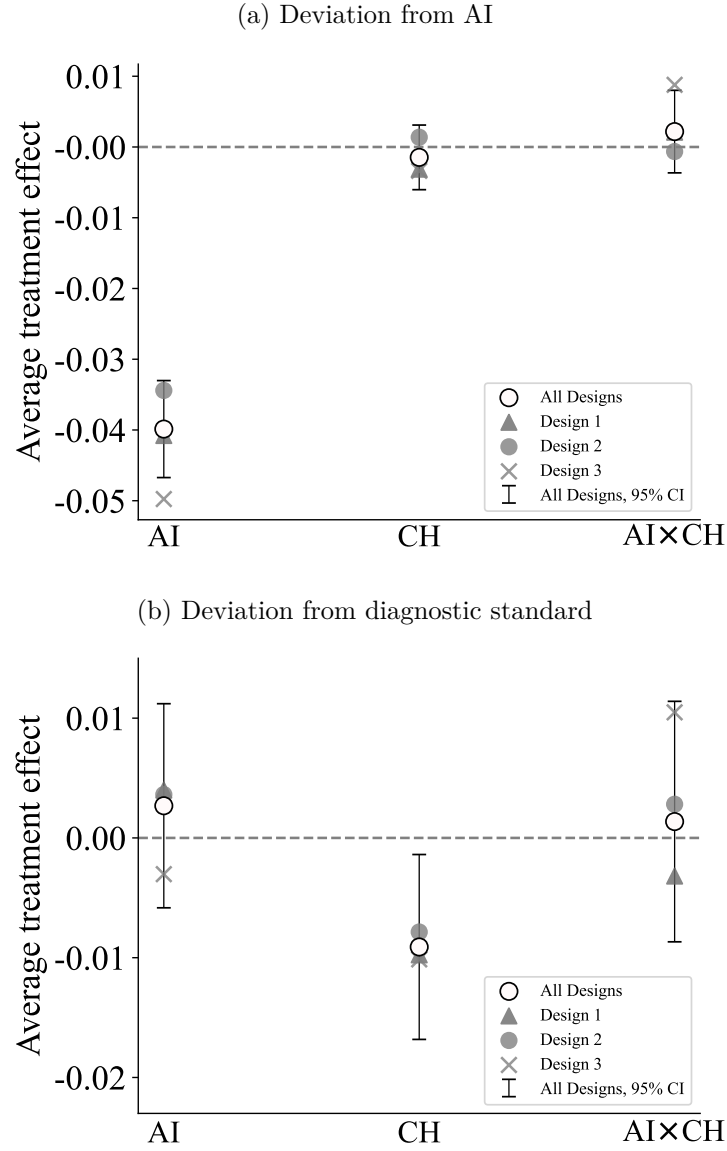 (a) Deviation from AI
Average treatment effect
0.01
-0.00
-0.01
-0.02
-0.03
-0.04
-0.05
All Designs
Design 1
Design 2
Design 3
All Designs, 95% CI
AI CH AI×CH
(b) Deviation from diagnostic standard
Average treatment effect
0.01
0.00
-0.01
-0.02
All Designs
Design 1
Design 2
Design 3
All Designs, 95% CI
AI CH AI×CH